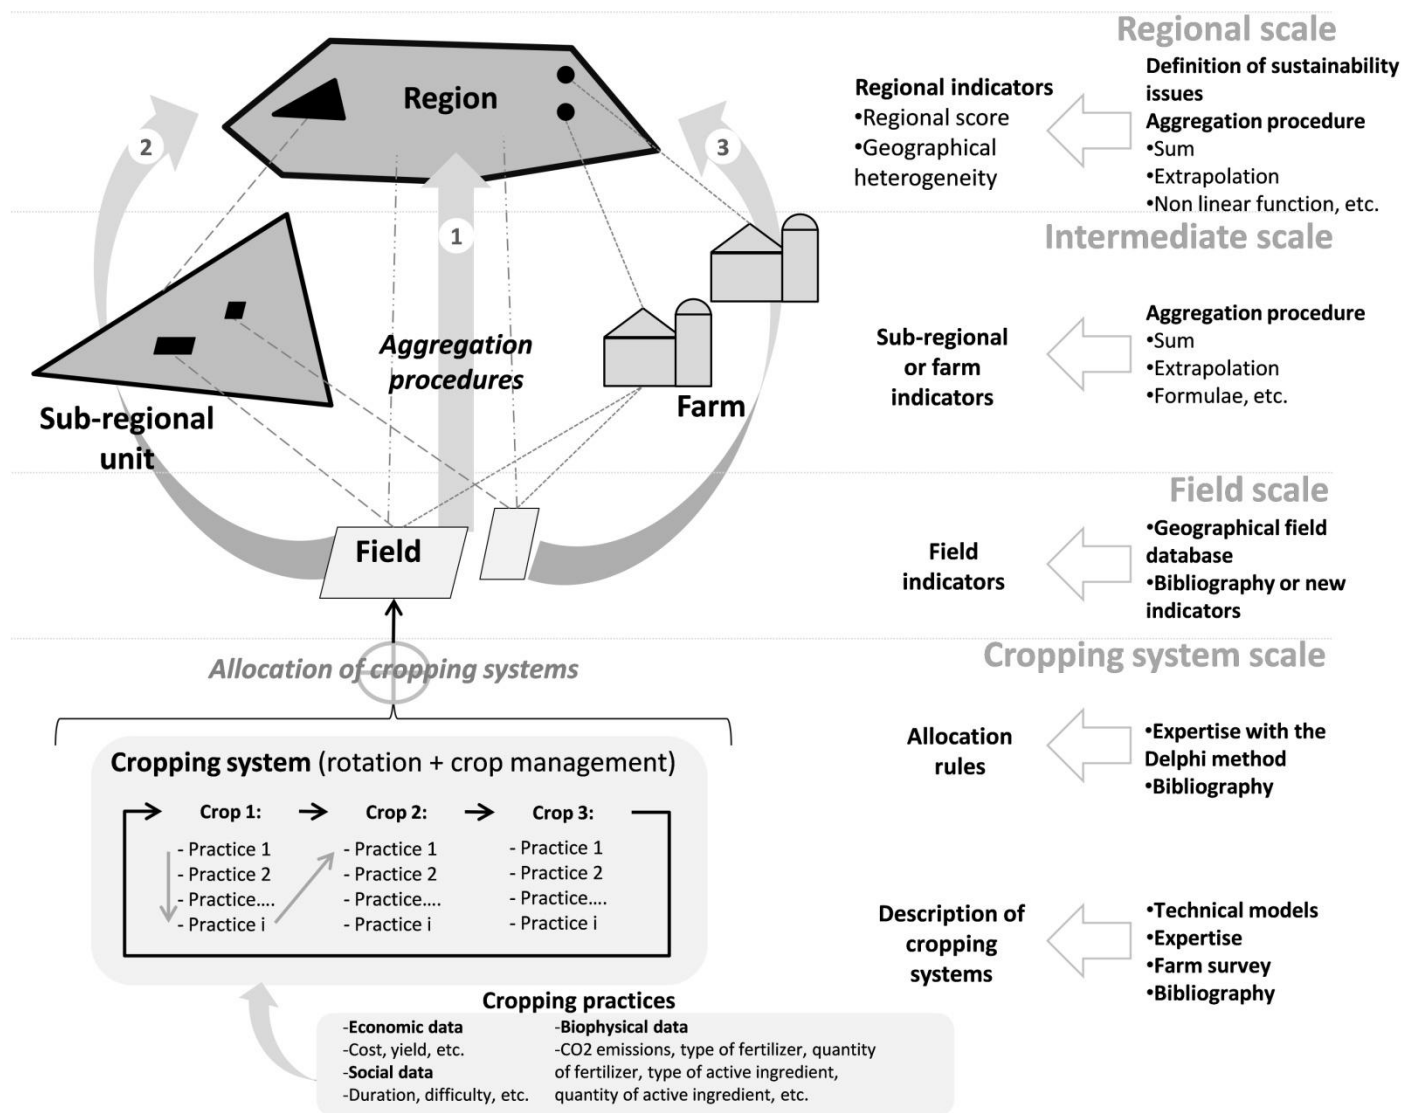 Regional scale
Region
2
3
1
Regional indicators
•Regional score
•Geographical
heterogeneity
Definition of sustainability
issues
Aggregation procedure
•Sum
•Extrapolation
•Non linear function, etc.
Intermediate scale
Aggregation
procedures
Sub-regional
unit
Farm
Sub-regional
or farm
indicators
Aggregation procedure
•Sum
•Extrapolation
•Formulae, etc.
Field scale
Field
Field
indicators
•Geographical field
database
•Bibliography or new
indicators
Cropping system scale
Allocation of cropping systems
Allocation
rules
•Expertise with the
Delphi method
•Bibliography
Cropping system (rotation + crop management)
Crop 1:
- Practice 1
- Practice 2
- Practice....
- Practice i
Crop 2:
- Practice 1
- Practice 2
- Practice....
- Practice i
Crop 3:
- Practice 1
- Practice 2
- Practice....
- Practice i
Description of
cropping
systems
•Technical models
•Expertise
•Farm survey
•Bibliography
Cropping practices
-Economic data
-Cost, yield, etc.
-Social data
-Duration, difficulty, etc.
-Biophysical data
-CO2 emissions, type of fertilizer, quantity
of fertilizer, type of active ingredient,
quantity of active ingredient, etc.